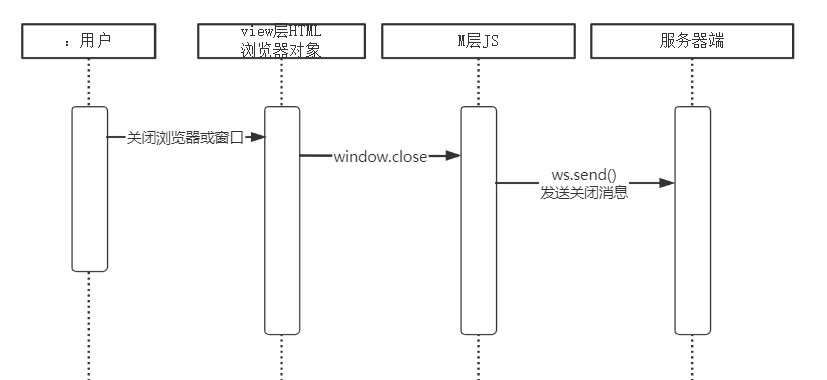 ：用户
view层HTML
浏览器对象
M层JS
服务器端
关闭浏览器或窗口
window.close
ws.send()
发送关闭消息